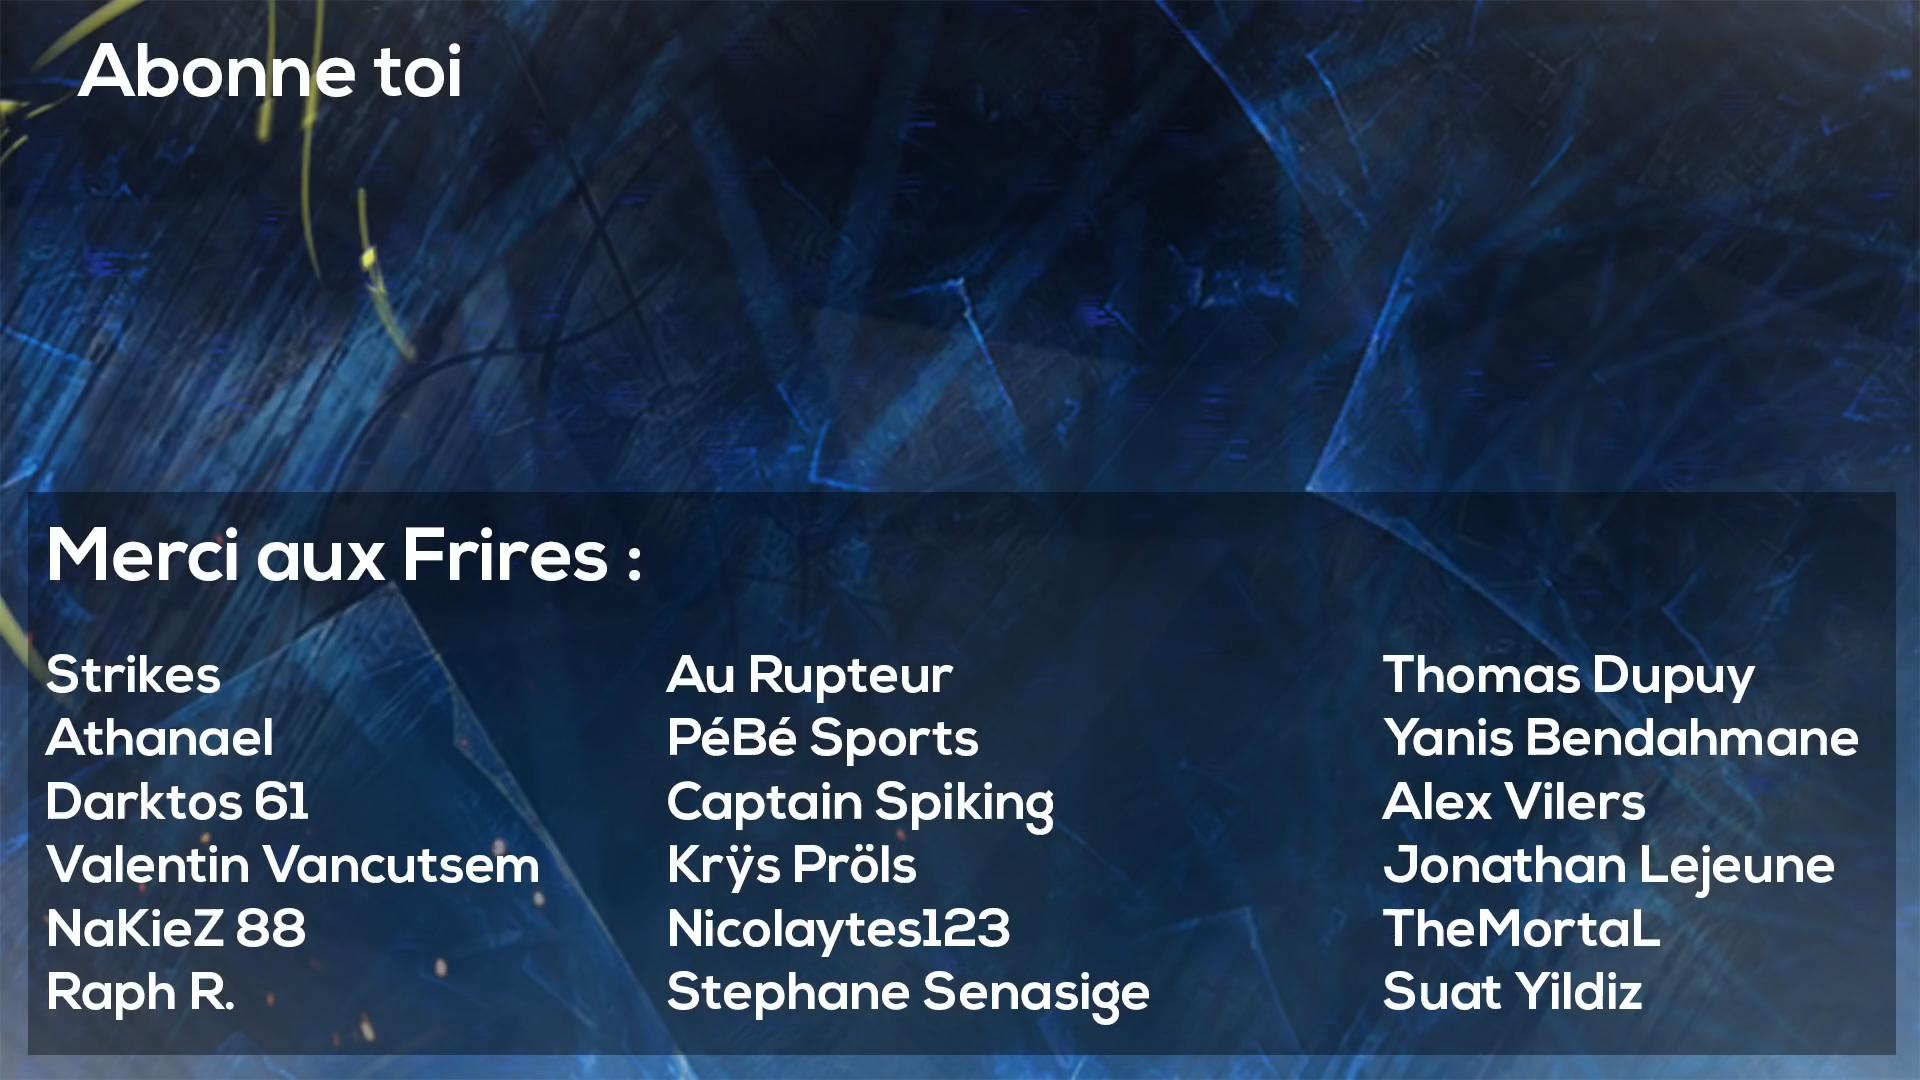 Abonne toi
Merci aux Frires :
Strikes
Athanael
Darktos 61
Valentin Vancutsem
NaKieZ 88
Raph R.
Au Rupteur
PéBé Sports
Captain Spiking
Krÿs Pröls
Nicolaytes123
Stephane Senasige
Thomas Dupuy
Yanis Bendahmane
Alex Vilers
Jonathan Lejeune
TheMortaL
Suat Yildiz